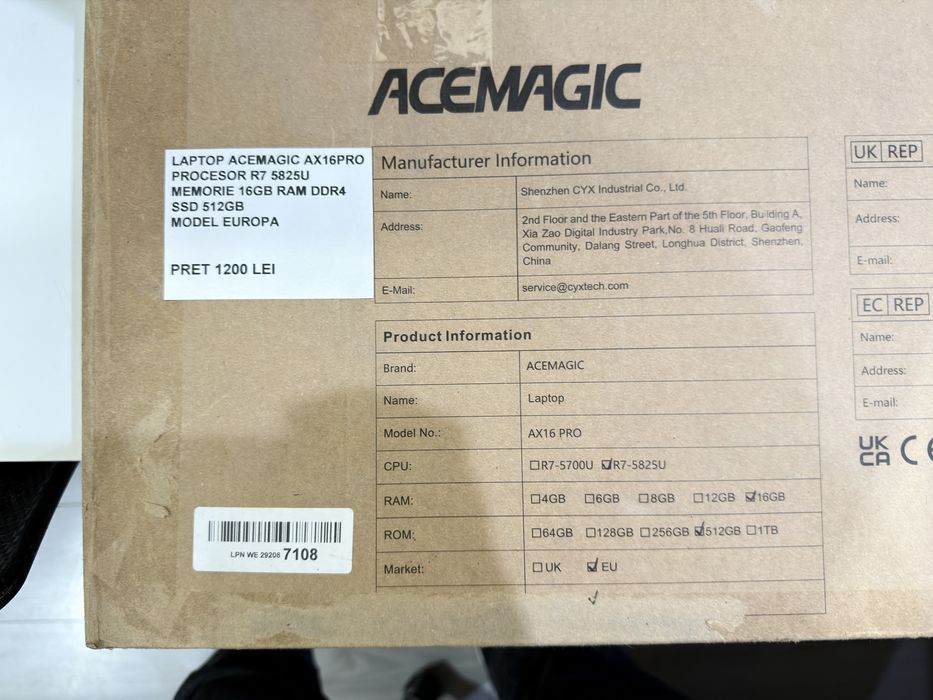 ACEMAGIC
LAPTOP ACEMAGIC AX16PRO
PROCESOR R7 5825U
MEMORIE 16GB RAM DDR4
SSD 512GB
MODEL EUROPA
PRET 1200 LEI
Manufacturer Information
Name: Shenzhen CYX Industrial Co., Ltd.
Address: 2nd Floor and the Eastern Part of the 5th Floor, Building A,
Xia Zao Digital Industry Park,No. 8 Huali Road, Gaofeng
Community, Dalang Street, Longhua District, Shenzhen,
China
E-Mail: service@cyxtech.com
Product Information
Brand: ACEMAGIC
Name: Laptop
Model No.: AX16 PRO
CPU: ☐R7-5700U ☑R7-5825U
RAM: ☐4GB ☐6GB ☐8GB ☐12GB ☑16GB
ROM: ☐64GB ☐128GB ☐256GB ☑512GB ☐1TB
Market: ☐UK ☑EU
UK REP
Name:
Address:
E-mail:
EC REP
Name:
Address:
E-mail:
UK
CA CE
LPN WE 29208 7108